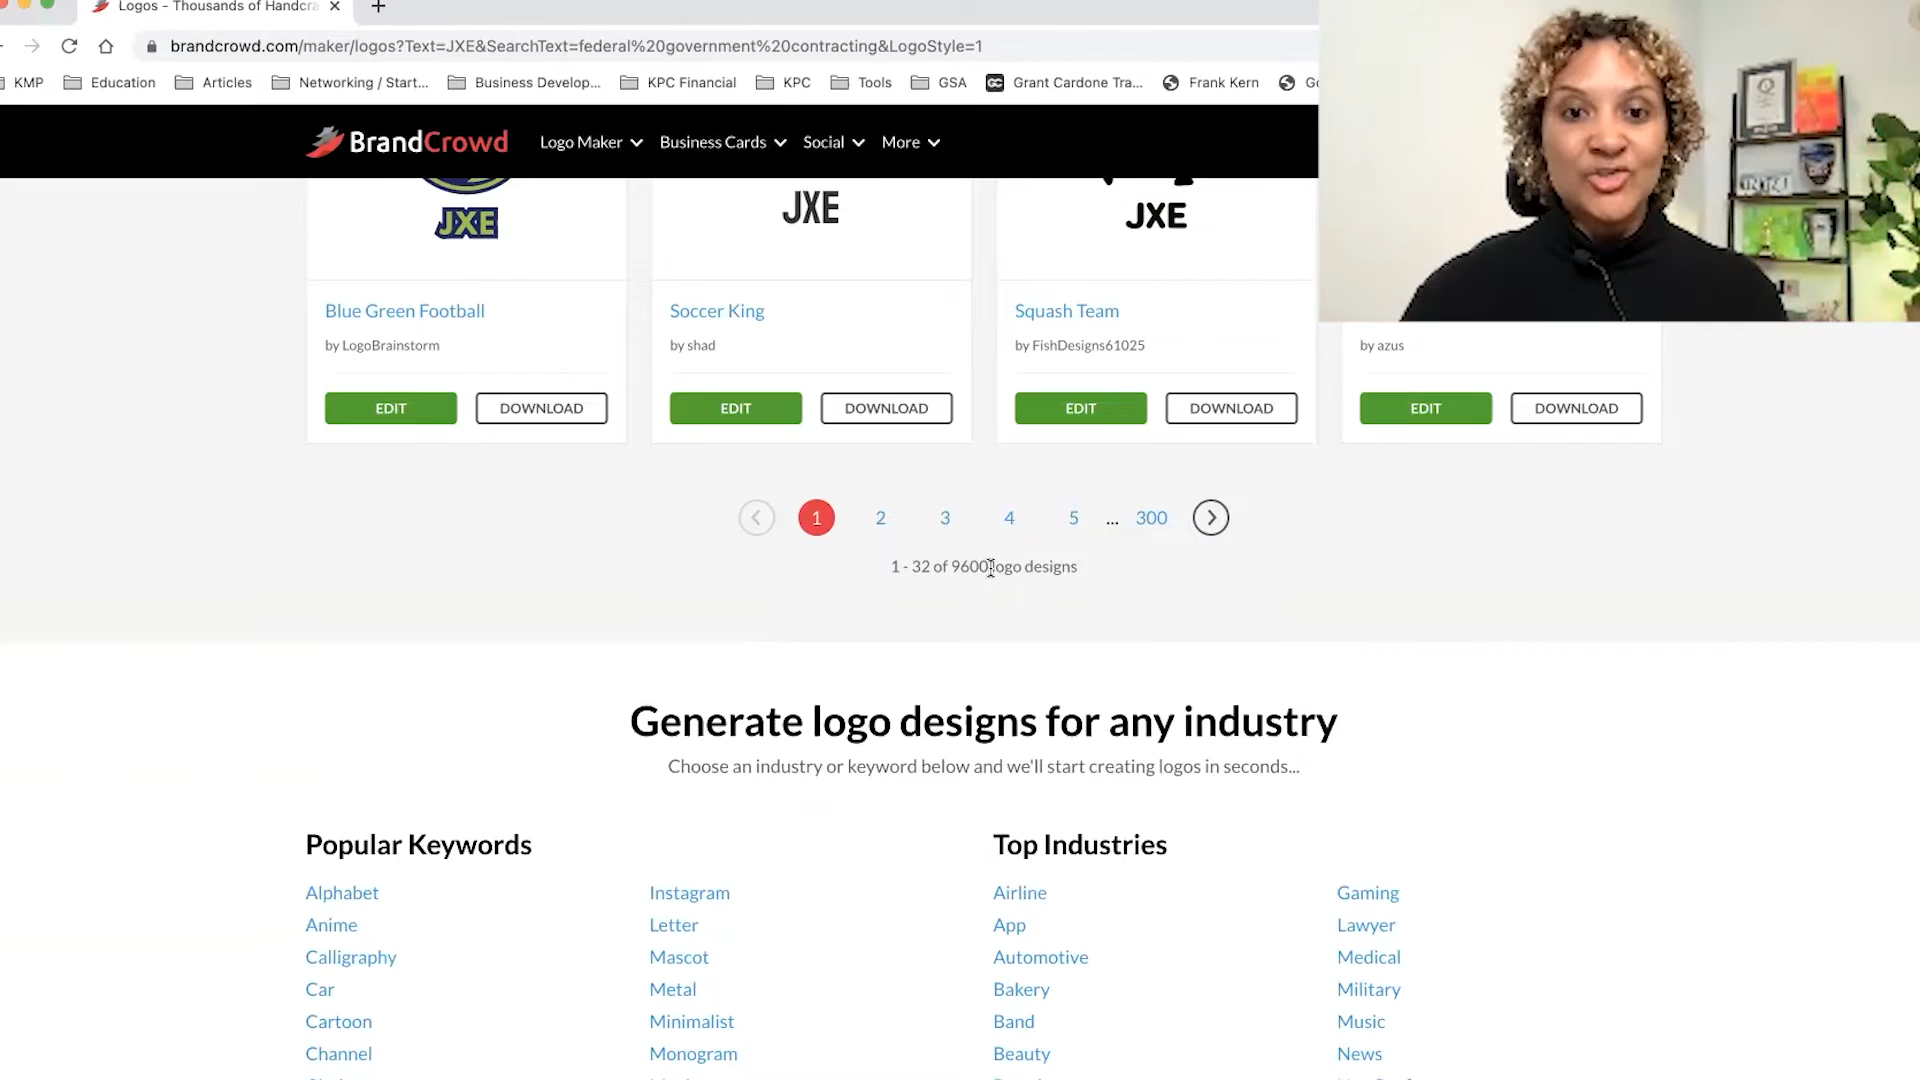 Logos - Thousands of Handcra
brandcrowd.com/maker/logos?Text=JXE&SearchText=federal%20government%20contracting&LogoStyle=1
KMP Education Articles Networking / Start... Business Develop... KPC Financial KPC Tools GSA Grant Cardone Tra... Frank Kern
BrandCrowd Logo Maker Business Cards Social More
JXE JXE JXE
Blue Green Football Soccer King Squash Team
by LogoBrainstorm by shad by FishDesigns61025 by azus
EDIT DOWNLOAD EDIT DOWNLOAD EDIT DOWNLOAD EDIT DOWNLOAD
1 2 3 4 5 ... 300
1 - 32 of 9600 logo designs
Generate logo designs for any industry
Choose an industry or keyword below and we'll start creating logos in seconds...
Popular Keywords Top Industries
Alphabet Instagram Airline Gaming
Anime Letter App Lawyer
Calligraphy Mascot Automotive Medical
Car Metal Bakery Military
Cartoon Minimalist Band Music
Channel Monogram Beauty News